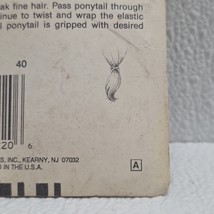 ak fine hair. Pass ponytail through
nue to twist and wrap the elastic
l ponytail is gripped with desired
40
20 6
S, INC., KEARNY, NJ 07032
D IN THE U.S.A.
A